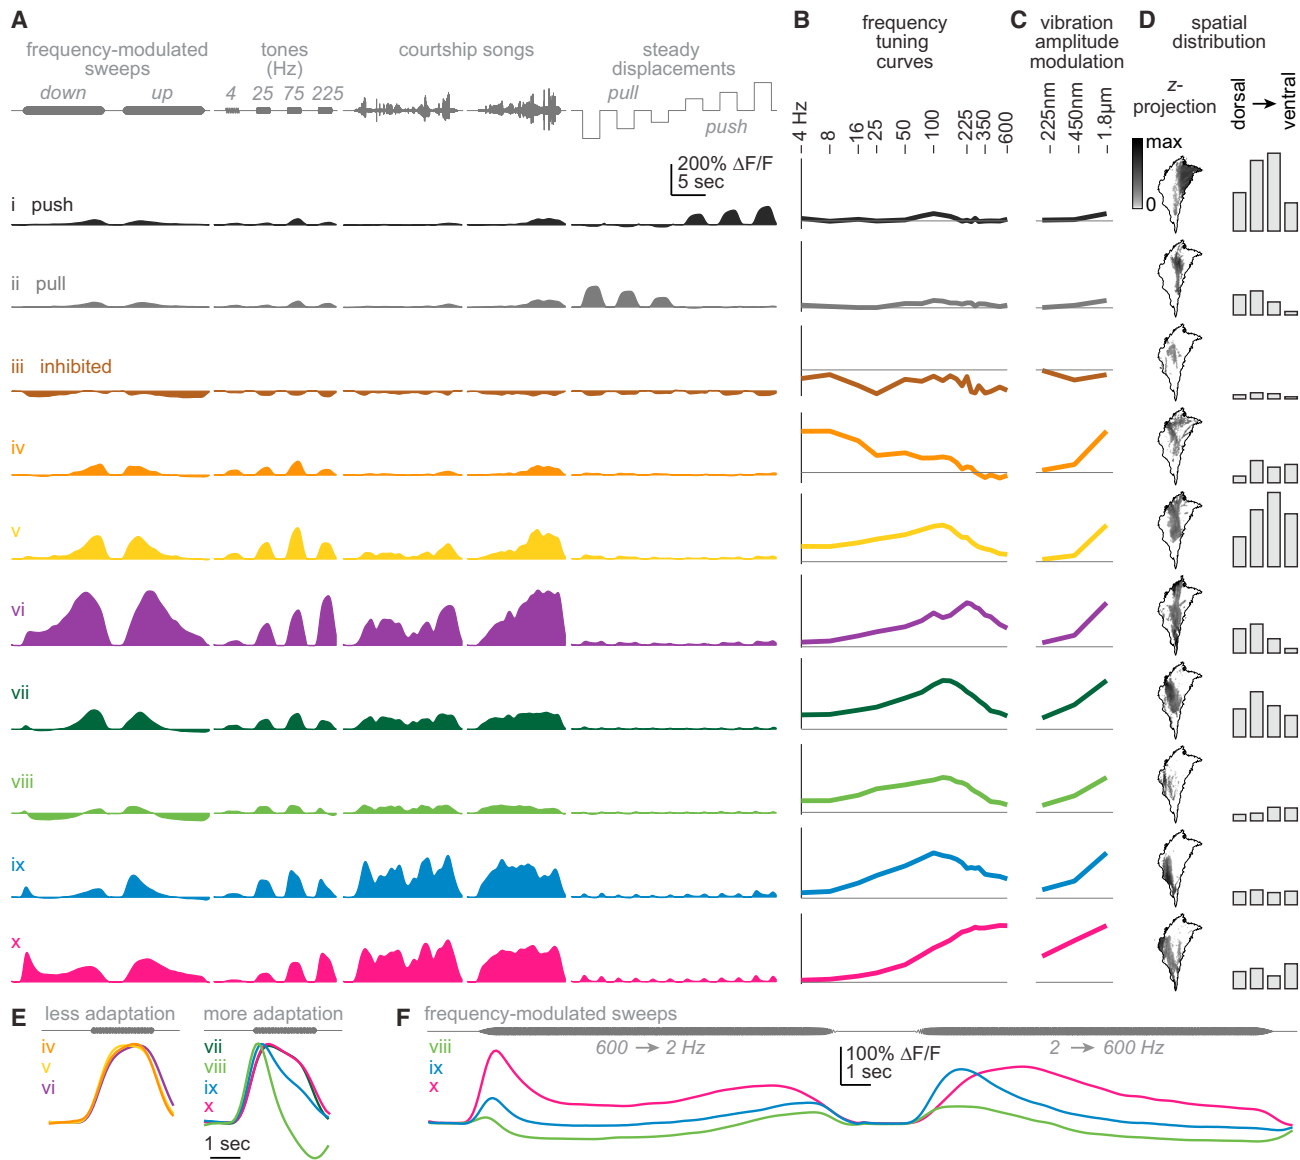 A
frequency-modulated
sweeps
down
up
tones
(Hz)
4 25 75 225
courtship songs
steady
displacements
pull
push
200% ΔF/F
5 sec
i push
ii pull
iii inhibited
iv
v
vi
vii
viii
ix
x
B
frequency
tuning
curves
4 Hz
8
16
25
50
100
225
350
600
C
vibration
amplitude
modulation
225nm
450nm
1.8µm
D
spatial
distribution
z-
projection
dorsal → ventral
max
0
E
less adaptation
iv
v
vi
more adaptation
vii
viii
ix
x
1 sec
F
frequency-modulated sweeps
viii
ix
x
600 → 2 Hz
100% ΔF/F
1 sec
2 → 600 Hz